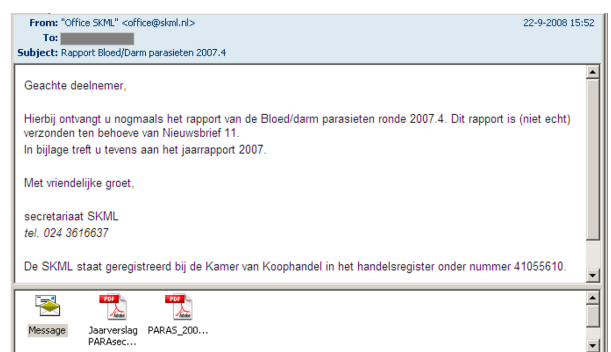 From: "Office SKML" <office@skml.nl> 22-9-2008 15:52
To:
Subject: Rapport Bloed/Darm parasieten 2007.4
Geachte deelnemer,
Hierbij ontvangt u nogmaals het rapport van de Bloed/darm parasieten ronde 2007.4. Dit rapport is (niet echt)
verzonden ten behoeve van Nieuwsbrief 11.
In bijlage treft u tevens aan het jaarrapport 2007.
Met vriendelijke groet,
secretariaat SKML
tel. 024 3616637
De SKML staat geregistreerd bij de Kamer van Koophandel in het handelsregister onder nummer 41055610.
Message Jaarverslag PARAS_200...
PARAsec...